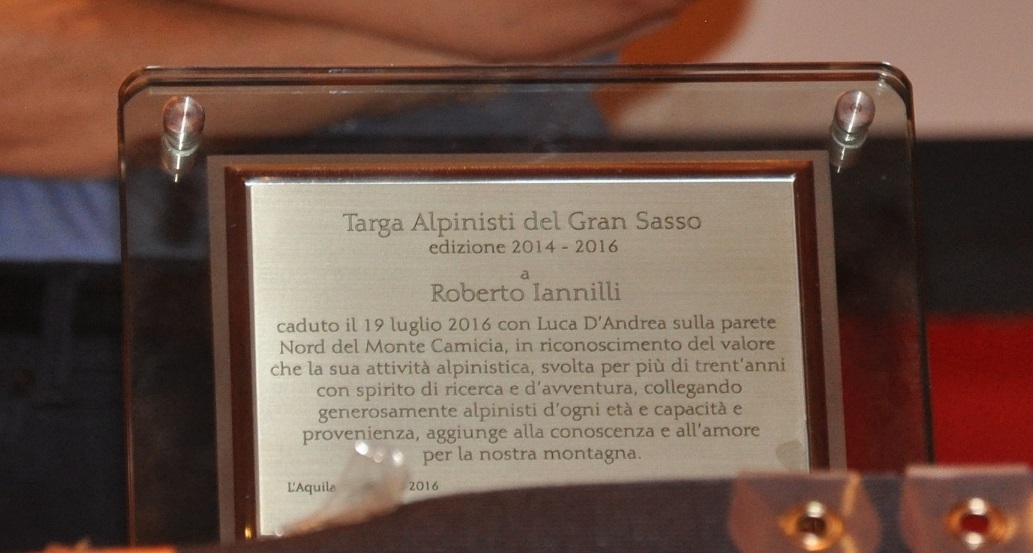 Targa Alpinisti del Gran Sasso
edizione 2014 - 2016
a
Roberto Iannilli
caduto il 19 luglio 2016 con Luca D'Andrea sulla parete
Nord del Monte Camicia, in riconoscimento del valore
che la sua attività alpinistica, svolta per più di trent'anni
con spirito di ricerca e d'avventura, collegando
generosamente alpinisti d'ogni età e capacità e
provenienza, aggiunge alla conoscenza e all'amore
per la nostra montagna.
L'Aquila 2016